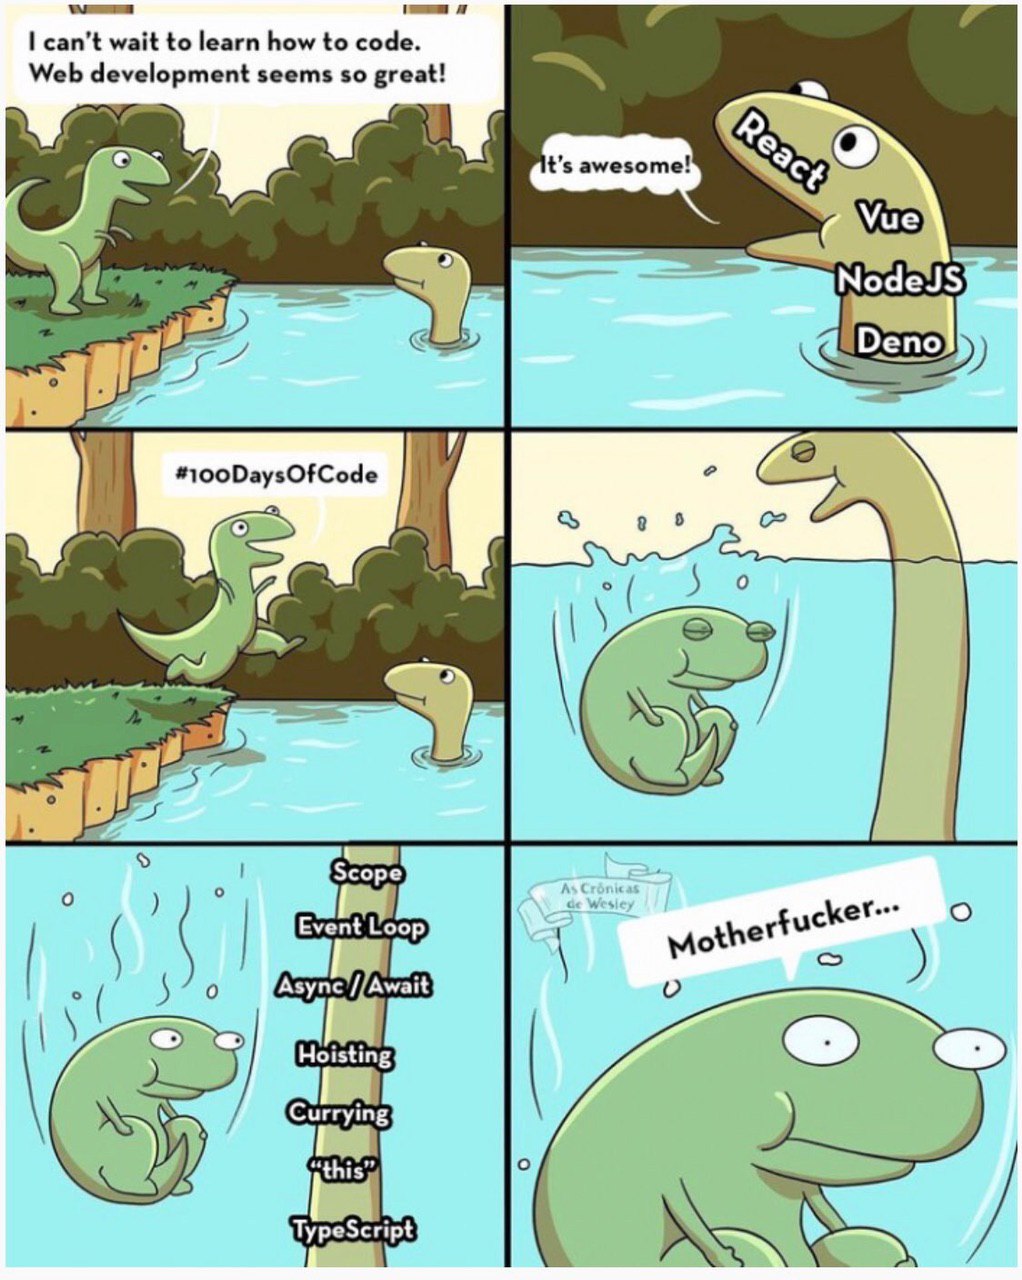 I can't wait to learn how to code.
Web development seems so great!
It's awesome!
React
Vue
NodeJS
Deno
#100DaysOfCode
Scope
Event Loop
Async / Await
Hoisting
Currying
“this”
TypeScript
As Crônicas
de Wesley
Motherfucker...